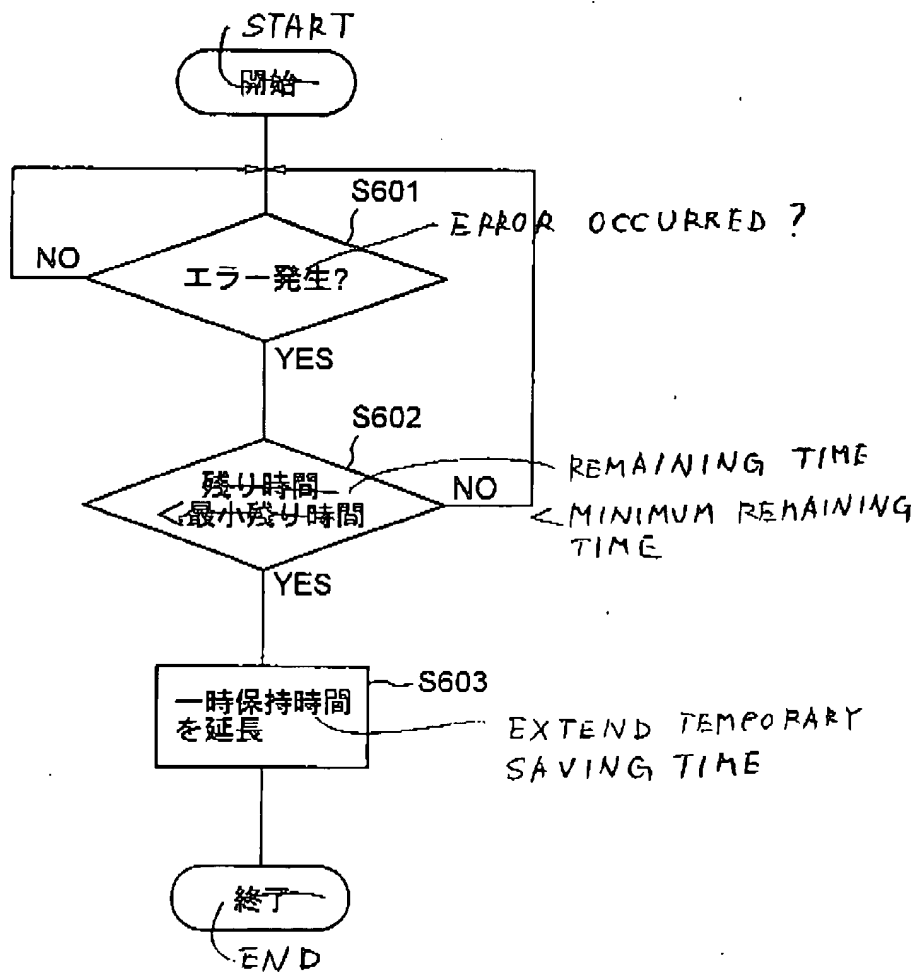 START
開始
S601
ERROR OCCURRED ?
NO
エラー発生?
YES
S602
残り時間
<最小残り時間
REMAINING TIME
NO
< MINIMUM REMAINING
TIME
YES
S603
一時保持時間
を延長
EXTEND TEMPORARY
SAVING TIME
終了
END